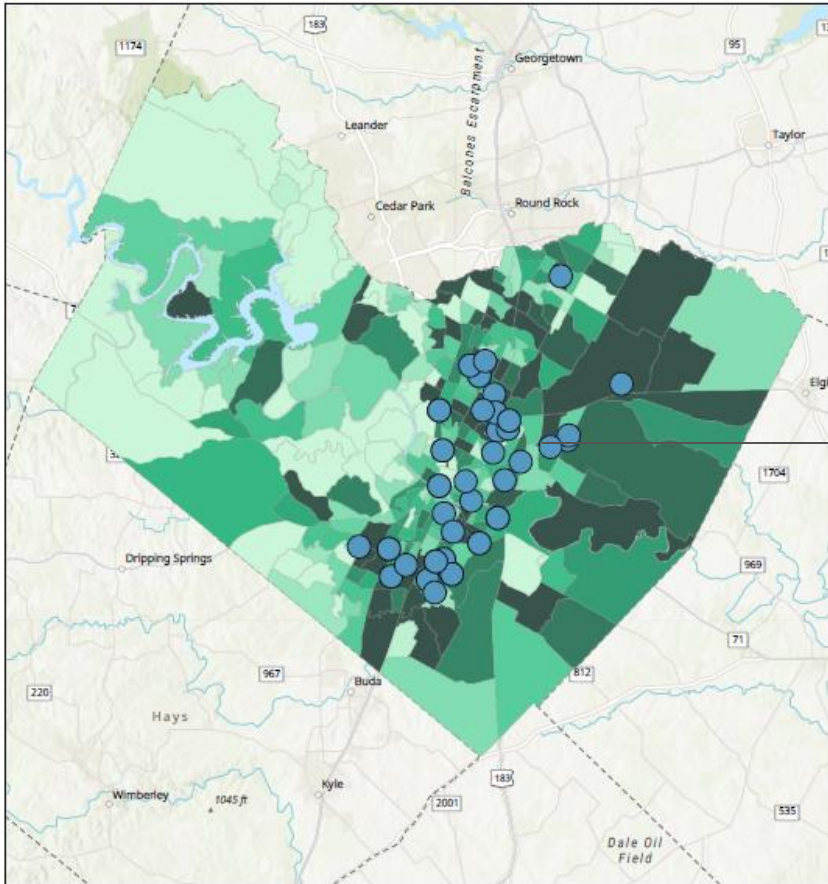 183
1174
95
Georgetown
Balcones Escarpment
Leander
Taylor
Cedar Park
Round Rock
1704
Dripping Springs
969
71
967
812
Buda
220
Hays
Kyle
183
Wimberley
1045 ft
2001
535
Dale Oil
Field